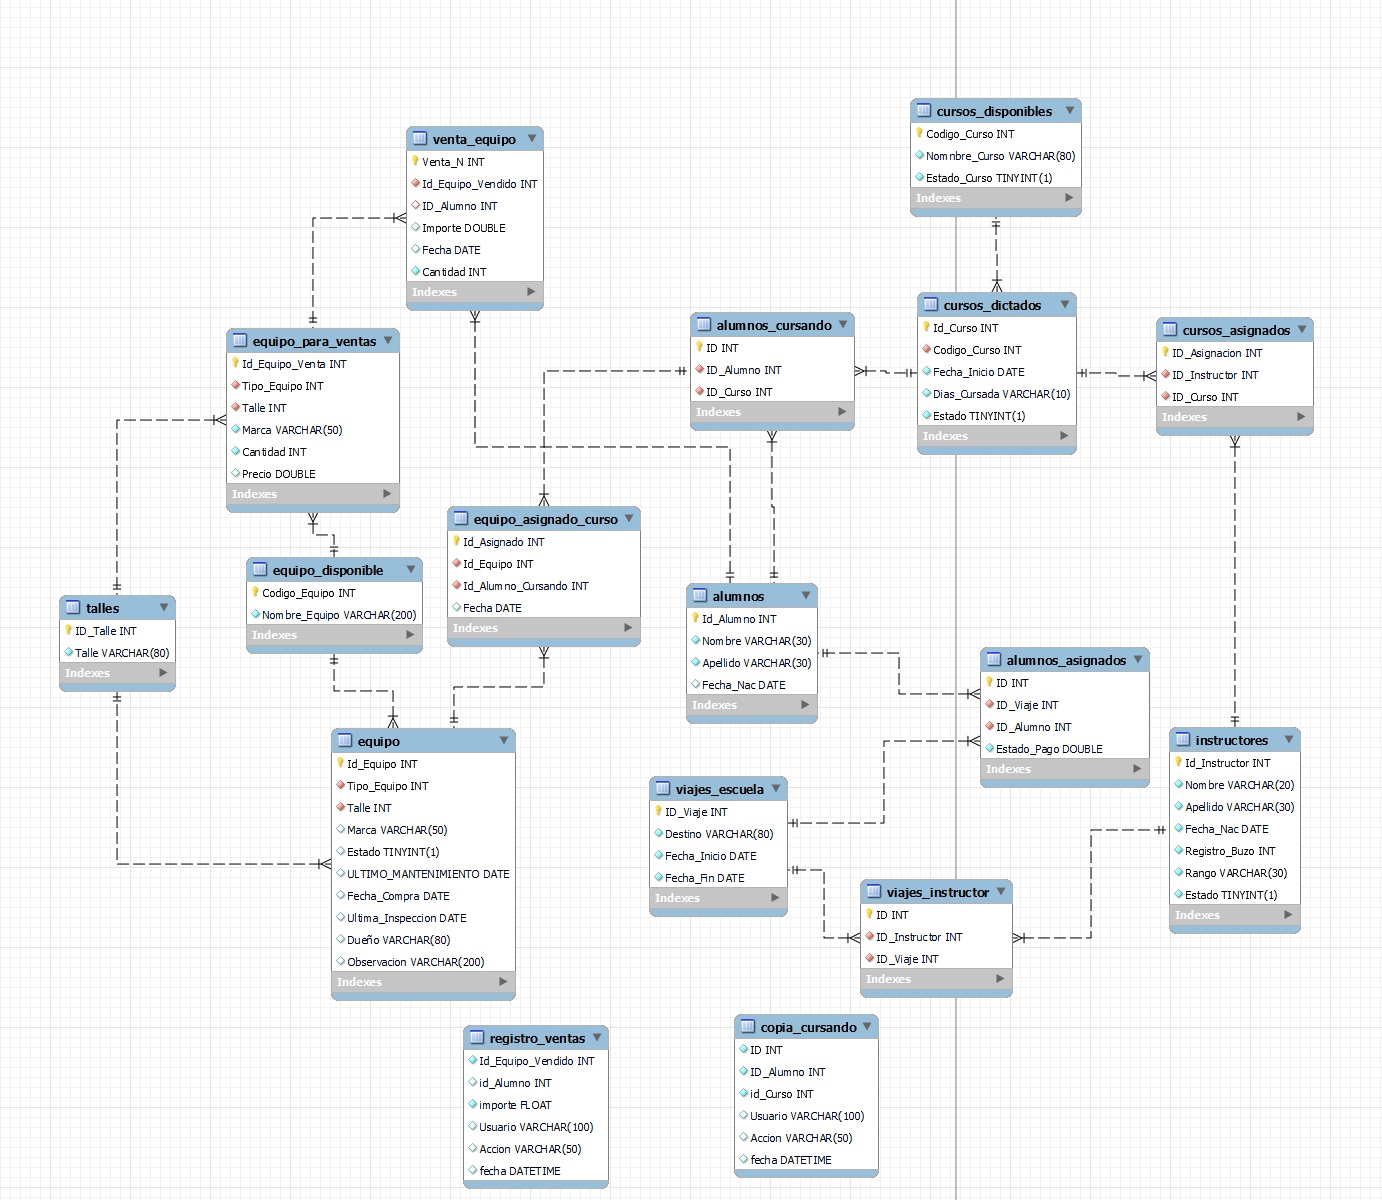 cursos_disponibles
Codigo_Curso INT
Nomnbre_Curso VARCHAR(80)
Estado_Curso TINYINT(1)
Indexes
venta_equipo
Venta_N INT
Id_Equipo_Vendido INT
ID_Alumno INT
Importe DOUBLE
Fecha DATE
Cantidad INT
Indexes
cursos_dictados
Id_Curso INT
Codigo_Curso INT
Fecha_Inicio DATE
Dias_Cursada VARCHAR(10)
Estado TINYINT(1)
Indexes
alumnos_cursando
ID INT
ID_Alumno INT
ID_Curso INT
Indexes
cursos_asignados
ID_Asignacion INT
ID_Instructor INT
ID_Curso INT
Indexes
equipo_para_ventas
Id_Equipo_Venta INT
Tipo_Equipo INT
Talle INT
Marca VARCHAR(50)
Cantidad INT
Precio DOUBLE
Indexes
equipo_asignado_curso
Id_Asignado INT
Id_Equipo INT
Id_Alumno_Cursando INT
Fecha DATE
Indexes
equipo_disponible
Codigo_Equipo INT
Nombre_Equipo VARCHAR(200)
Indexes
talles
ID_Talle INT
Talle VARCHAR(80)
Indexes
alumnos
Id_Alumno INT
Nombre VARCHAR(30)
Apellido VARCHAR(30)
Fecha_Nac DATE
Indexes
alumnos_asignados
ID INT
ID_Viaje INT
ID_Alumno INT
Estado_Pago DOUBLE
Indexes
equipo
Id_Equipo INT
Tipo_Equipo INT
Talle INT
Marca VARCHAR(50)
Estado TINYINT(1)
ULTIMO_MANTENIMIENTO DATE
Fecha_Compra DATE
Ultima_Inspeccion DATE
Dueño VARCHAR(80)
Observacion VARCHAR(200)
Indexes
instructores
Id_Instructor INT
Nombre VARCHAR(20)
Apellido VARCHAR(30)
Fecha_Nac DATE
Registro_Buzo INT
Rango VARCHAR(30)
Estado TINYINT(1)
Indexes
viajes_escuela
ID_Viaje INT
Destino VARCHAR(80)
Fecha_Inicio DATE
Fecha_Fin DATE
Indexes
viajes_instructor
ID INT
ID_Instructor INT
ID_Viaje INT
Indexes
registro_ventas
Id_Equipo_Vendido INT
id_Alumno INT
importe FLOAT
Usuario VARCHAR(100)
Accion VARCHAR(50)
fecha DATETIME
copia_cursando
ID INT
ID_Alumno INT
id_Curso INT
Usuario VARCHAR(100)
Accion VARCHAR(50)
fecha DATETIME